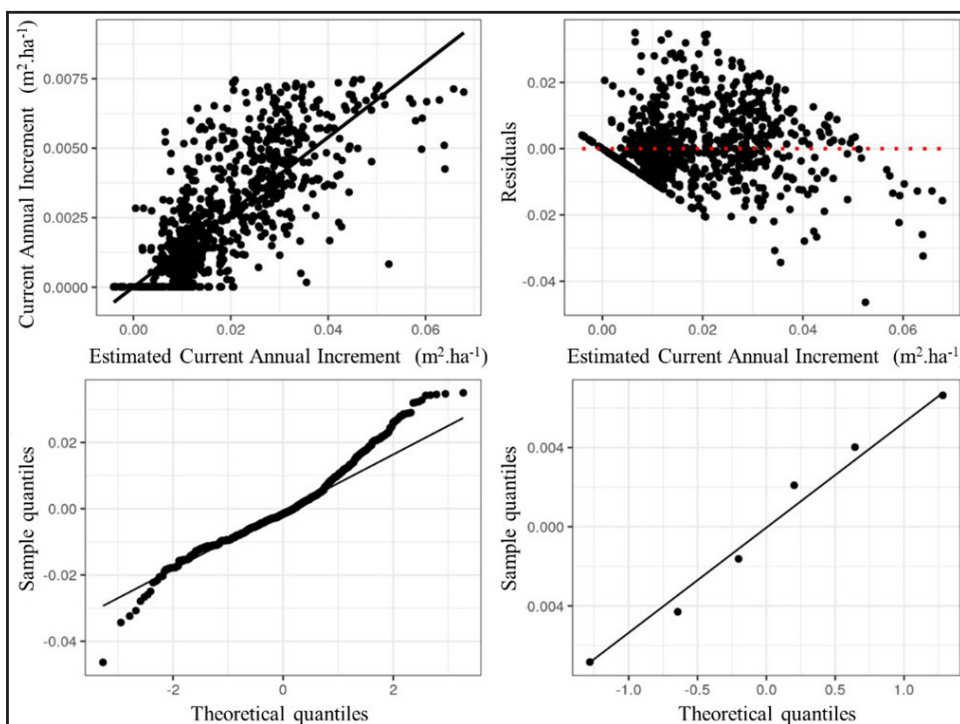 Current Annual Increment (m².ha⁻¹)
0.0075
0.0050
0.0025
0.0000
0.00 0.02 0.04 0.06
Estimated Current Annual Increment (m².ha⁻¹)
Residuals
0.02
0.00
-0.02
-0.04
0.00 0.02 0.04 0.06
Estimated Current Annual Increment (m².ha⁻¹)
Sample quantiles
0.02
0.00
-0.02
-0.04
-2 0 2
Theoretical quantiles
Sample quantiles
0.004
0.000
-0.004
-1.0 -0.5 0.0 0.5 1.0
Theoretical quantiles